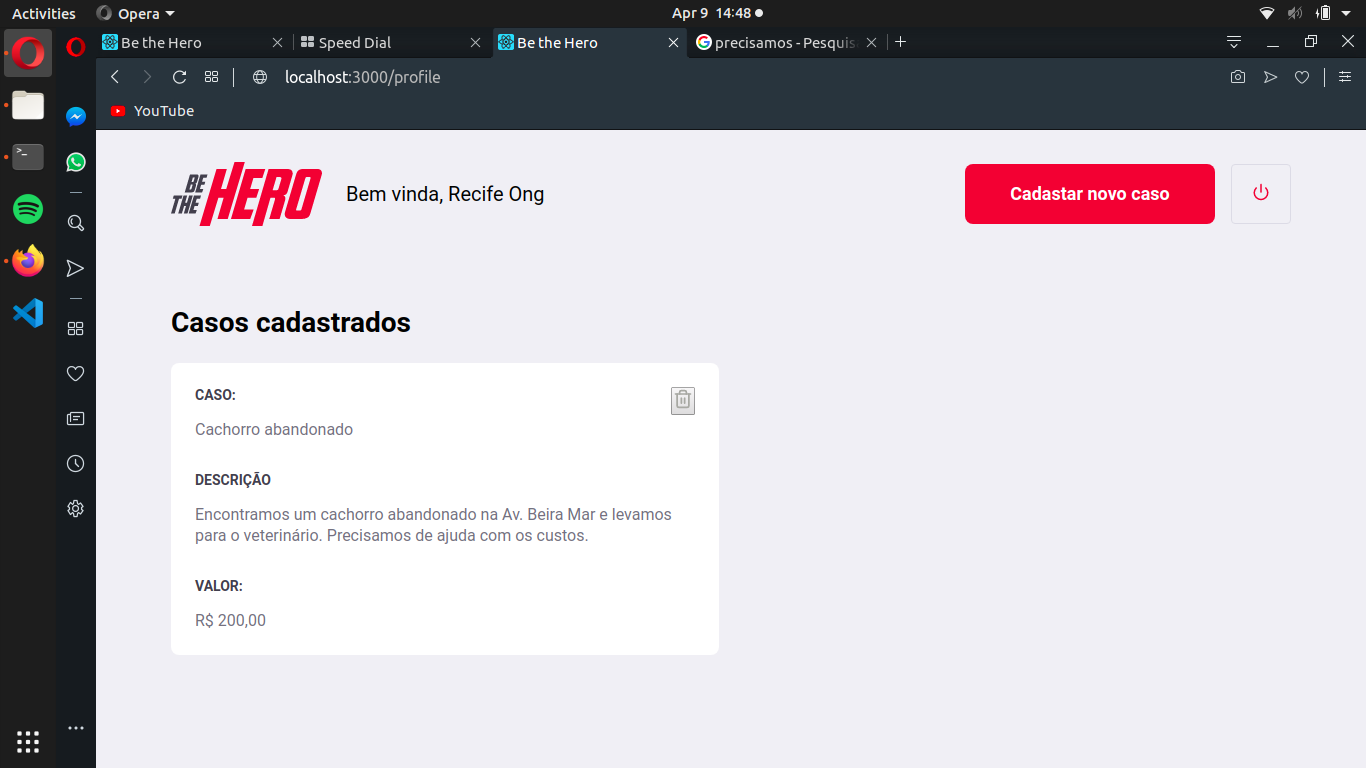 Activities
Opera
Apr 9 14:48
Be the Hero
Speed Dial
Be the Hero
precisamos - Pesquis
localhost:3000/profile
YouTube
BE THE HERO
Bem vinda, Recife Ong
Cadastar novo caso
Casos cadastrados
CASO:
Cachorro abandonado
DESCRIÇÃO
Encontramos um cachorro abandonado na Av. Beira Mar e levamos
para o veterinário. Precisamos de ajuda com os custos.
VALOR:
R$ 200,00